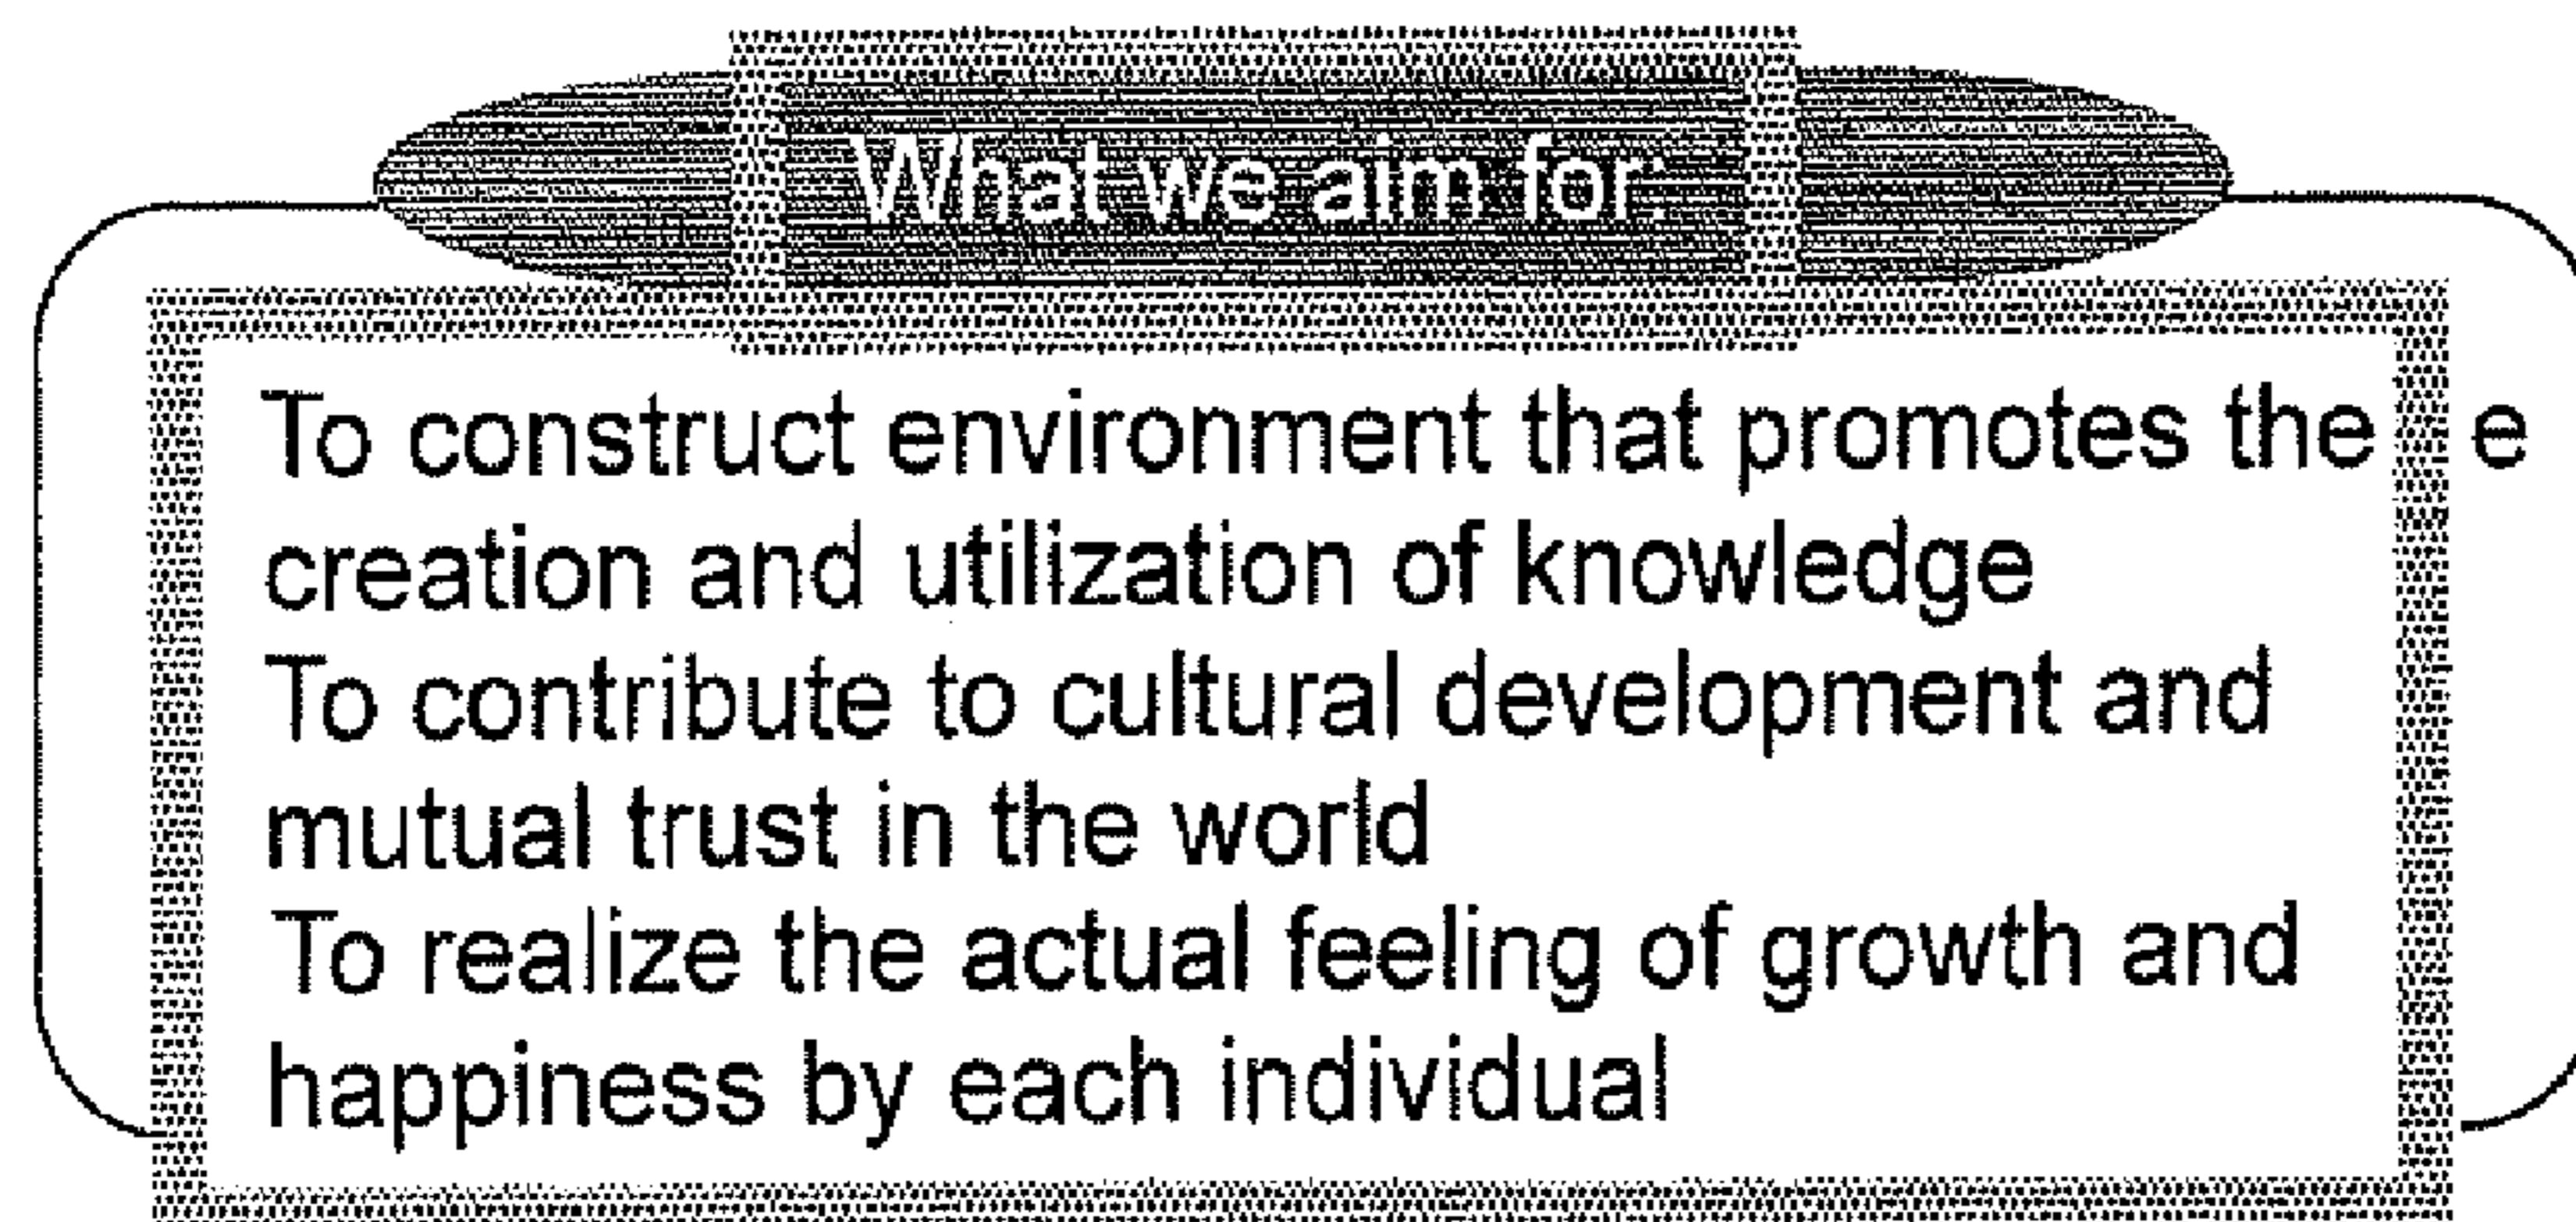 What we aim for
To construct environment that promotes the e
creation and utilization of knowledge
To contribute to cultural development and
mutual trust in the world
To realize the actual feeling of growth and
happiness by each individual